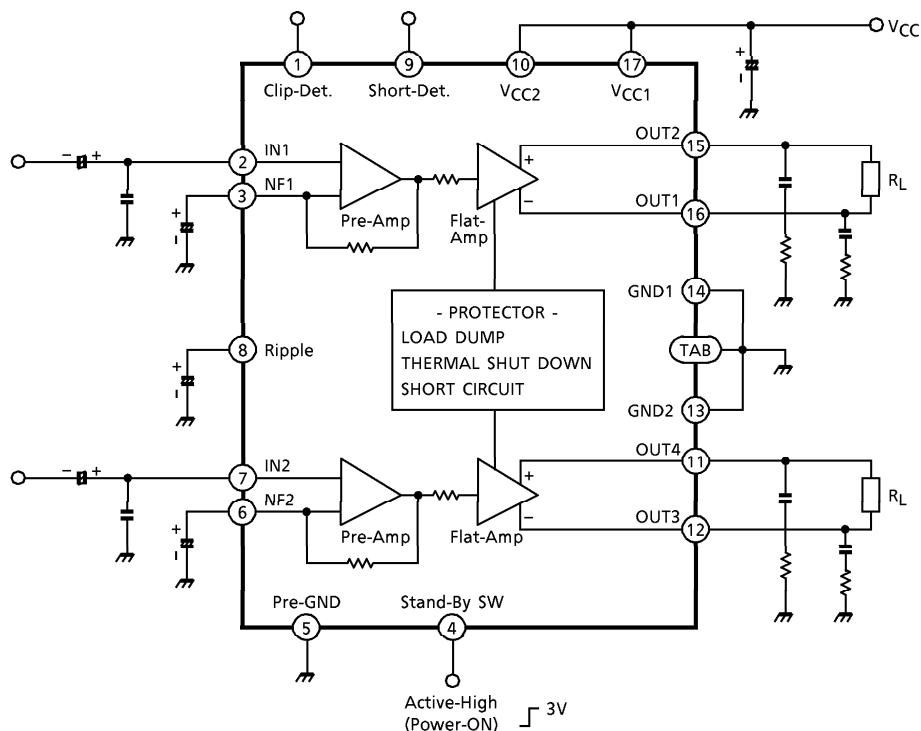 VCC
1
9
10
17
Clip-Det.
Short-Det.
VCC2
VCC1
+
-
OUT2
15
- +
2
IN1
+
RL
3
NF1
Pre-Amp
Flat-
Amp
-
OUT1
16
+
-
GND1
14
- PROTECTOR -
LOAD DUMP
THERMAL SHUT DOWN
SHORT CIRCUIT
8
Ripple
TAB
+
-
GND2
13
OUT4
11
- +
7
IN2
+
RL
6
NF2
Pre-Amp
Flat-Amp
-
OUT3
12
+
-
Pre-GND
5
Stand-By SW
4
Active-High
(Power-ON)
3V